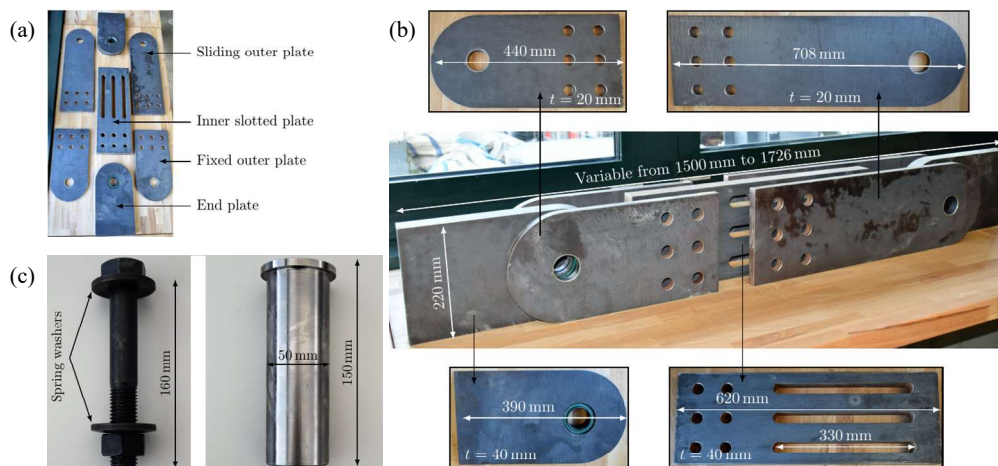 (a)
Sliding outer plate
Inner slotted plate
Fixed outer plate
End plate
(b)
440 mm
t = 20 mm
708 mm
t = 20 mm
Variable from 1500 mm to 1726 mm
220 mm
390 mm
t = 40 mm
620 mm
330 mm
t = 40 mm
(c)
Spring washers
160 mm
50 mm
150 mm